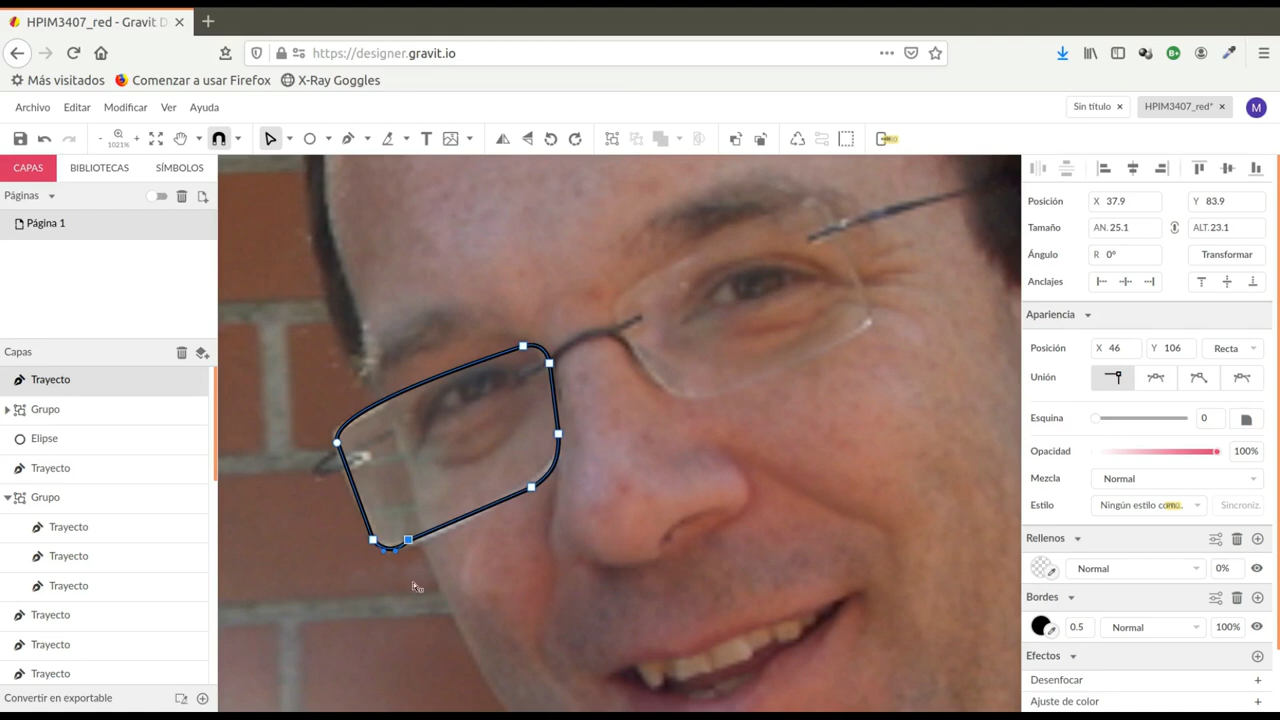 HPIM3407_red - Gravit D
https://designer.gravit.io
Más visitados Comenzar a usar Firefox X-Ray Goggles
Archivo Editar Modificar Ver Ayuda
Sin título HPIM3407_red* M
1021%
CAPAS BIBLIOTECAS SÍMBOLOS
Páginas
Página 1
Capas
Trayecto
Grupo
Elipse
Trayecto
Grupo
Trayecto
Trayecto
Trayecto
Trayecto
Trayecto
Trayecto
Convertir en exportable
Posición X 37.9 Y 83.9
Tamaño AN. 25.1 ALT. 23.1
Ángulo R 0° Transformar
Anclajes
Apariencia
Posición X 46 Y 106 Recta
Unión
Esquina 0
Opacidad 100%
Mezcla Normal
Estilo Ningún estilo Sincroniz.
Rellenos
Normal 0%
Bordes
0.5 Normal 100%
Efectos
Desenfocar +
Ajuste de color +